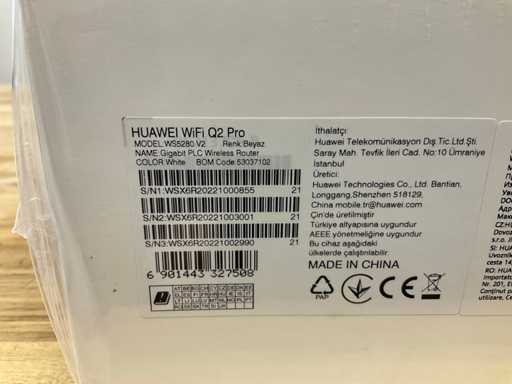 HUAWEI WiFi Q2 Pro
MODEL:WS5280 V2 Renk:Beyaz
NAME:Gigabit PLC Wireless Router
COLOR:White BOM Code:53037102
S/N1:WSX6R20221000855 21
S/N2:WSX6R20221003001 21
S/N3:WSX6R20221002990 21
6 901443 327508
İthalatçı:
Huawei Telekomünikasyon Dış.Tic.Ltd.Şti.
Saray Mah. Tevfik İleri Cad. No:10 Ümraniye
İstanbul
Üretici:
Huawei Technologies Co., Ltd. Bantian,
Longgang, Shenzhen 518129,
China mobile.tr@huawei.com
Çin'de üretilmiştir
Türkiye altyapısına uygundur
AEEE yönetmeliğine uygundur
Bu cihaz aşağıdaki
ülkelerde çalıştırılabilir.
MADE IN CHINA
PAP
CE